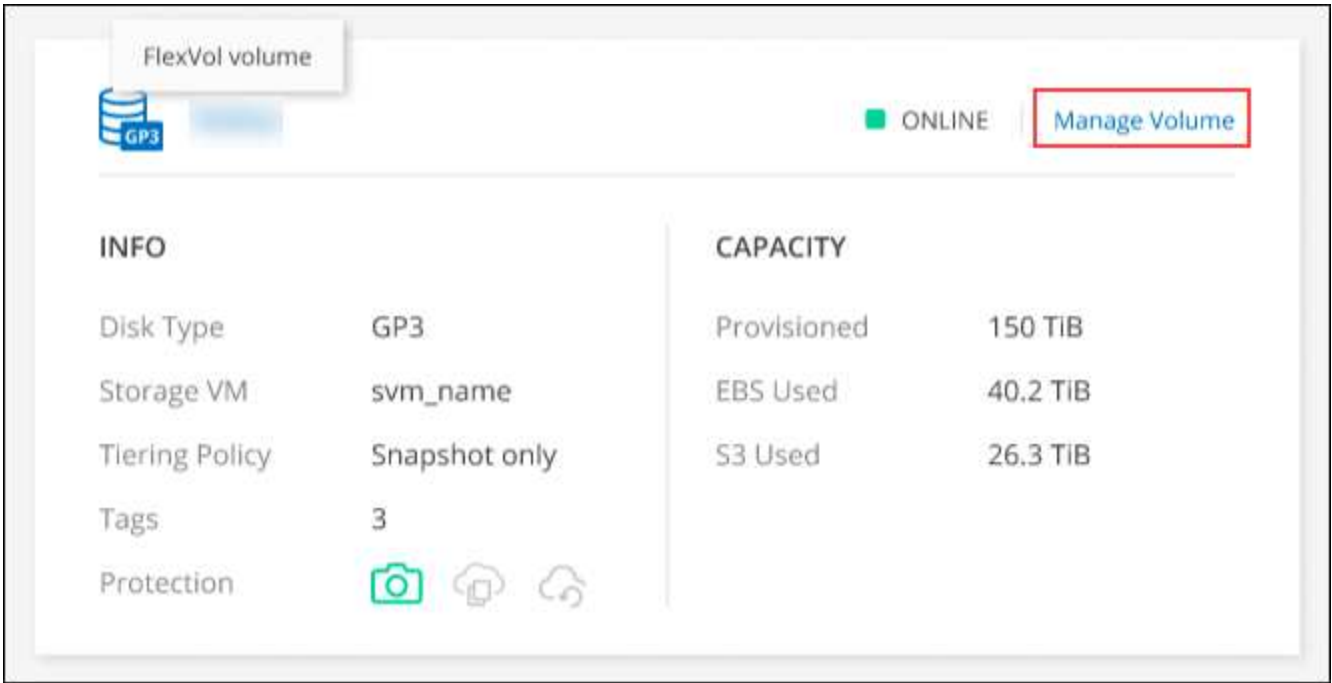 FlexVol volume
GP3
ONLINE
Manage Volume
INFO
Disk Type GP3
Storage VM svm_name
Tiering Policy Snapshot only
Tags 3
Protection
CAPACITY
Provisioned 150 TiB
EBS Used 40.2 TiB
S3 Used 26.3 TiB